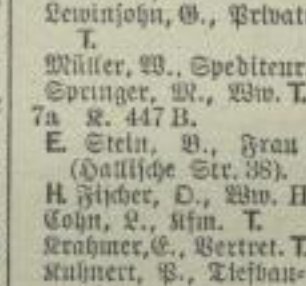 Lewinsohn, G., Privat
T.
Müller, W., Spediteur
Springer, M., Ww. T.
7a K. 447 B.
E. Stein, B., Frau
(Hallische Str. 38).
H. Fischer, O., Ww. H
Cohn, L., Kfm. T.
Krahmer, E., Vertret. T.
Kuhnert, P., Tiefbau=